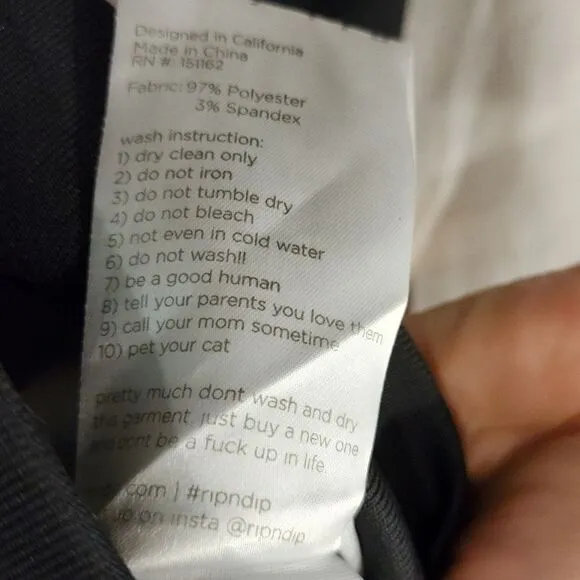 Designed in California
Made in China
RN #: 151162
Fabric: 97% Polyester
3% Spandex
wash instruction:
1) dry clean only
2) do not iron
3) do not tumble dry
4) do not bleach
5) not even in cold water
6) do not wash!!
7) be a good human
8) tell your parents you love them
9) call your mom sometime
10) pet your cat
pretty much dont wash and dry
this garment. just buy a new one
dont be a fuck up in life.
.com | #ripndip
on insta @ripndip